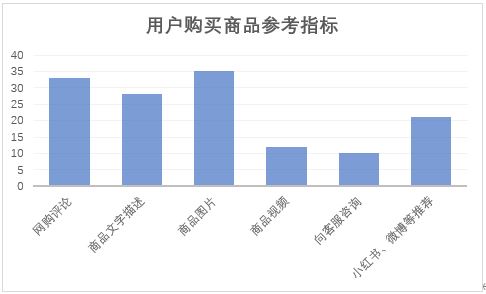 用户购买商品参考指标
40
35
30
25
20
15
10
5
0
网购评论
商品文字描述
商品图片
商品视频
向客服咨询
小红书、微博等推荐